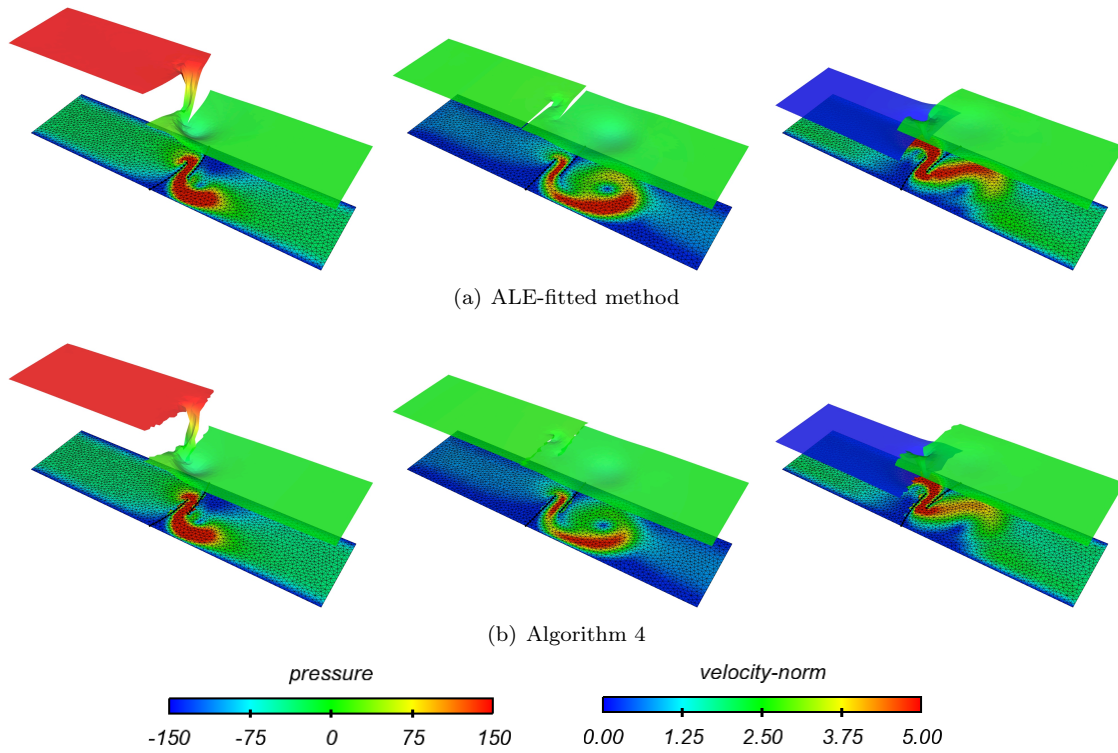 (a) ALE-fitted method
(b) Algorithm 4
pressure
-150 -75 0 75 150
velocity-norm
0.00 1.25 2.50 3.75 5.00